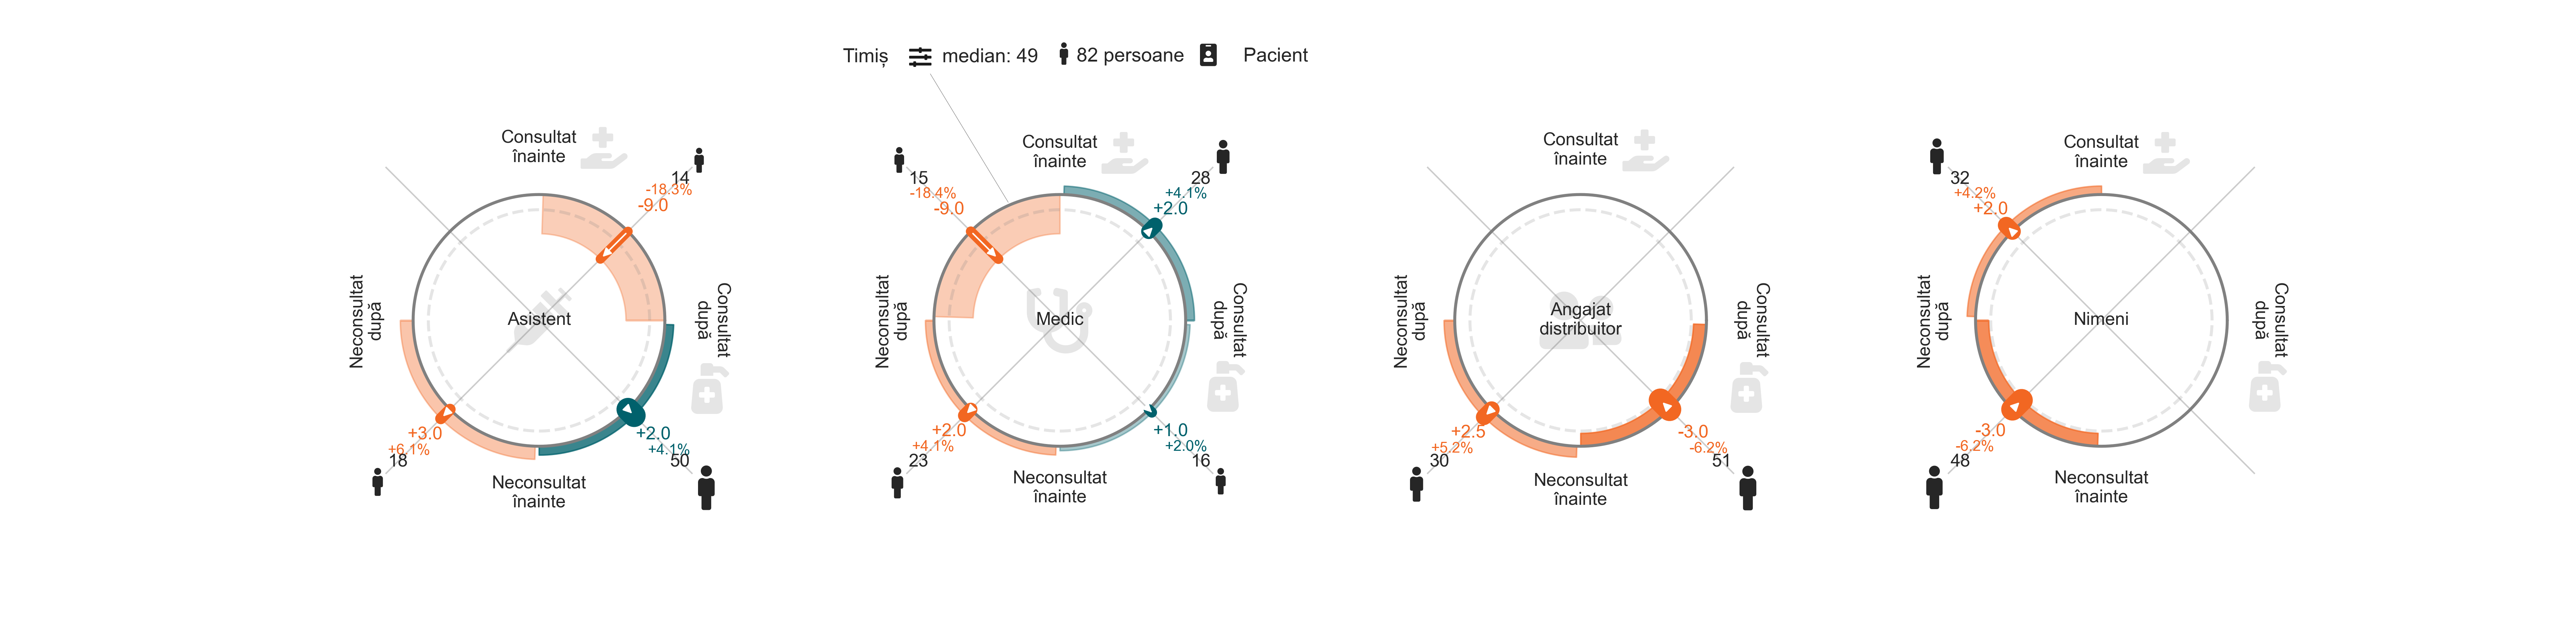 Timiș median: 49 82 persoane Pacient
Consultat
înainte
14
-18.3%
-9.0
Neconsultat
după
Asistent
Consultat
după
+3.0
+6.1%
18
+2.0
+4.1%
50
Neconsultat
înainte
Consultat
înainte
15
-18.4%
-9.0
28
+4.1%
+2.0
Neconsultat
după
Medic
Consultat
după
+2.0
+4.1%
23
+1.0
+2.0%
16
Neconsultat
înainte
Consultat
înainte
Neconsultat
după
Angajat
distribuitor
Consultat
după
+2.5
+5.2%
30
-3.0
-6.2%
51
Neconsultat
înainte
Consultat
înainte
32
+4.2%
+2.0
Neconsultat
după
Nimeni
Consultat
după
-3.0
-6.2%
48
Neconsultat
înainte